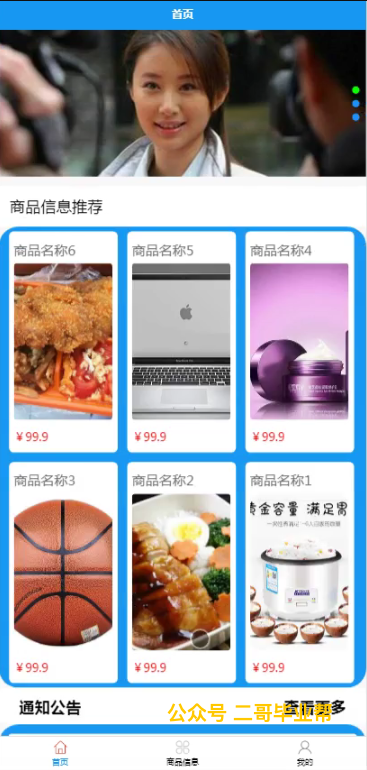 首页
商品信息推荐
商品名称6
商品名称5
商品名称4
¥99.9
¥99.9
¥99.9
商品名称3
商品名称2
商品名称1
黄金容量 满足胃
¥99.9
¥99.9
¥99.9
通知公告
查看更多
公众号 二哥毕业帮
首页
商品信息
我的